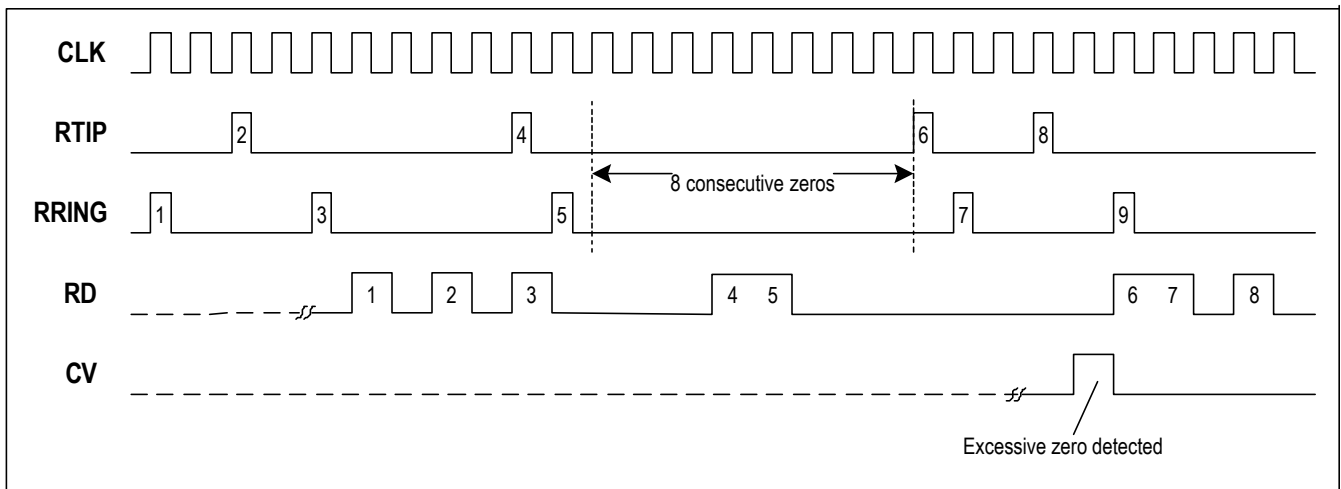 CLK
RTIP 2 4 6 8
8 consecutive zeros
RRING 1 3 5 7 9
RD 1 2 3 4 5 6 7 8
CV
Excessive zero detected